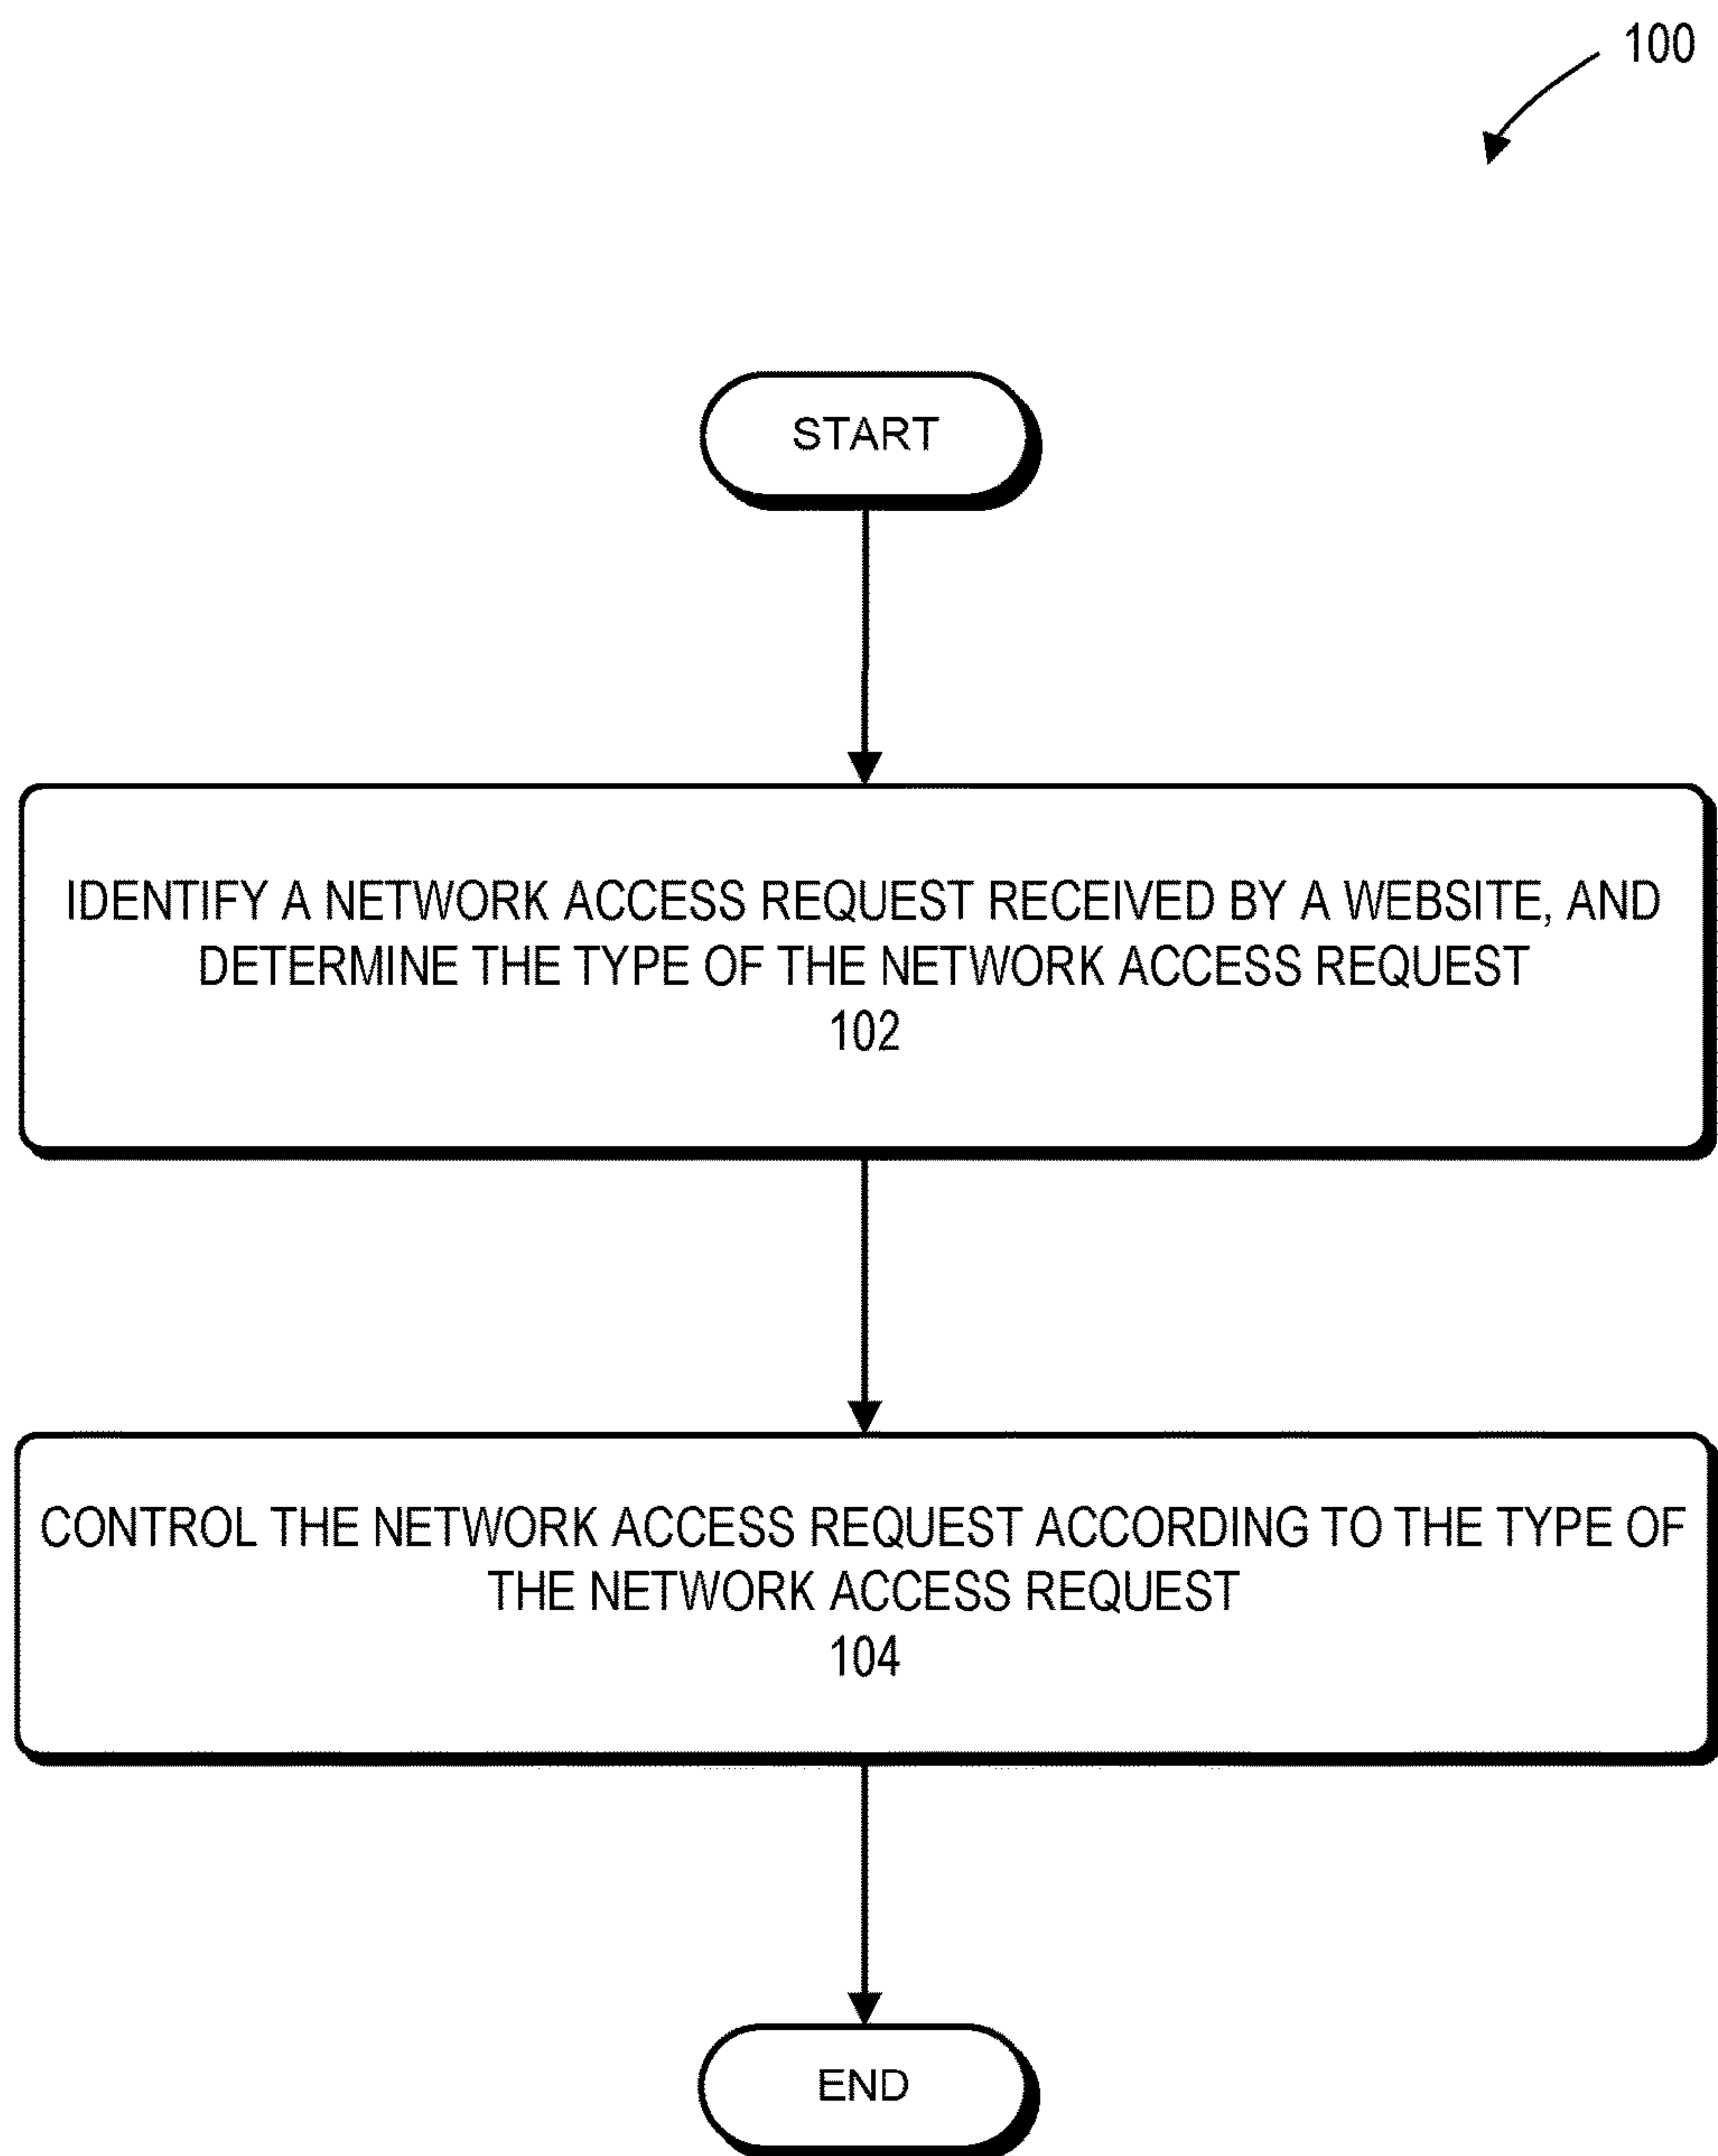 100
START
IDENTIFY A NETWORK ACCESS REQUEST RECEIVED BY A WEBSITE, AND
DETERMINE THE TYPE OF THE NETWORK ACCESS REQUEST
102
CONTROL THE NETWORK ACCESS REQUEST ACCORDING TO THE TYPE OF
THE NETWORK ACCESS REQUEST
104
END